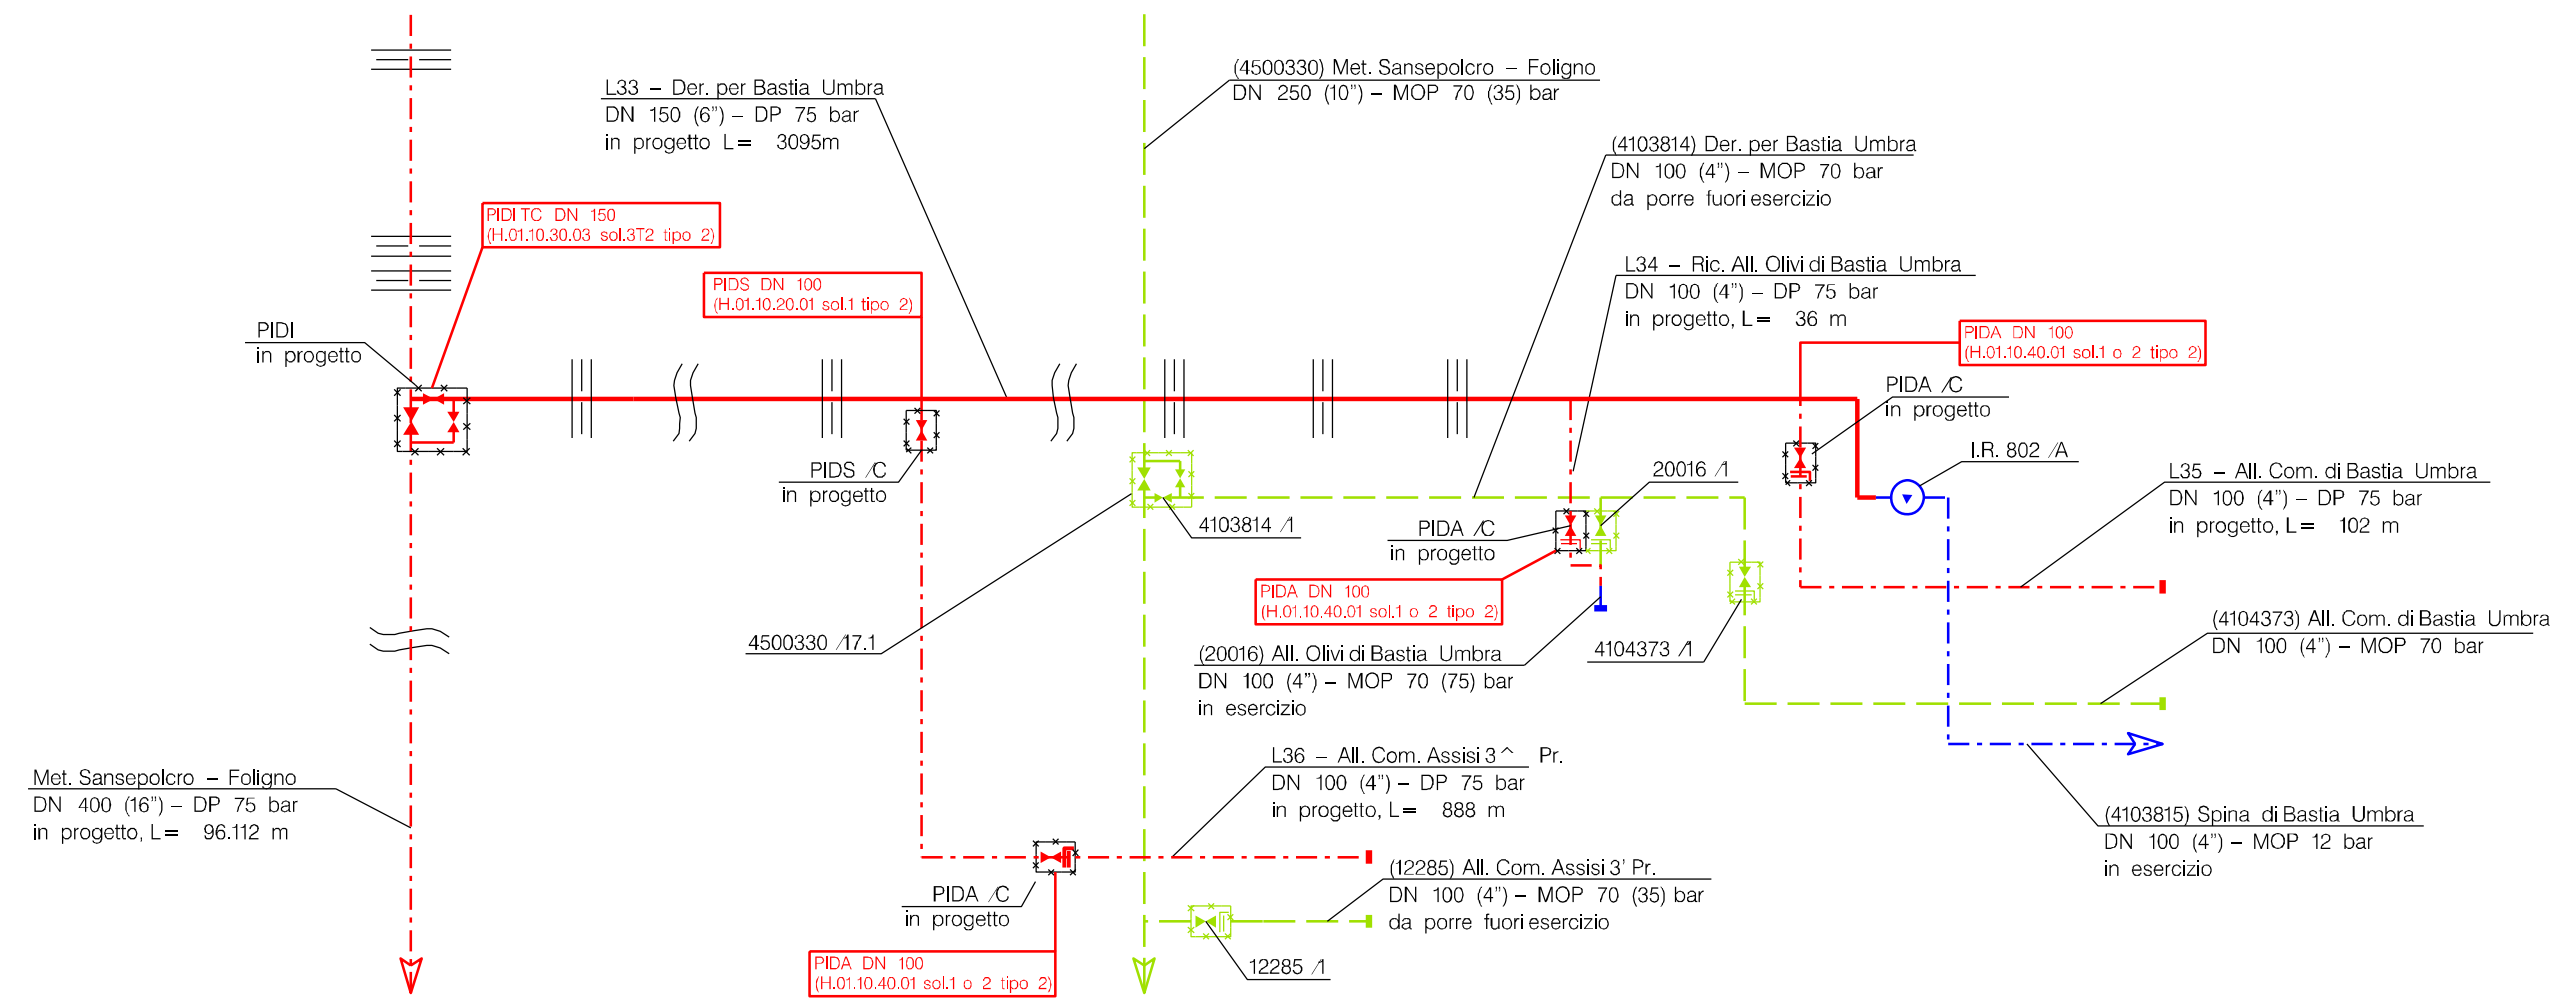 L33 – Der. per Bastia Umbra
DN 150 (6") – DP 75 bar
in progetto L= 3095m
(4500330) Met. Sansepolcro – Foligno
DN 250 (10") – MOP 70 (35) bar
(4103814) Der. per Bastia Umbra
DN 100 (4") – MOP 70 bar
da porre fuori esercizio
PIDI TC DN 150
(H.01.10.30.03 sol.3T2 tipo 2)
PIDS DN 100
(H.01.10.20.01 sol.1 tipo 2)
L34 – Ric. All. Olivi di Bastia Umbra
DN 100 (4") – DP 75 bar
in progetto, L= 36 m
PIDA DN 100
(H.01.10.40.01 sol.1 o 2 tipo 2)
PIDI
in progetto
PIDA /C
in progetto
I.R. 802 /A
PIDS /C
in progetto
20016 /1
L35 – All. Com. di Bastia Umbra
DN 100 (4") – DP 75 bar
in progetto, L= 102 m
4103814 /1
PIDA /C
in progetto
PIDA DN 100
(H.01.10.40.01 sol.1 o 2 tipo 2)
4500330 /17.1
(20016) All. Olivi di Bastia Umbra
DN 100 (4") – MOP 70 (75) bar
in esercizio
4104373 /1
(4104373) All. Com. di Bastia Umbra
DN 100 (4") – MOP 70 bar
Met. Sansepolcro – Foligno
DN 400 (16") – DP 75 bar
in progetto, L= 96.112 m
L36 – All. Com. Assisi 3^ Pr.
DN 100 (4") – DP 75 bar
in progetto, L= 888 m
(4103815) Spina di Bastia Umbra
DN 100 (4") – MOP 12 bar
in esercizio
PIDA /C
in progetto
(12285) All. Com. Assisi 3' Pr.
DN 100 (4") – MOP 70 (35) bar
da porre fuori esercizio
PIDA DN 100
(H.01.10.40.01 sol.1 o 2 tipo 2)
12285 /1